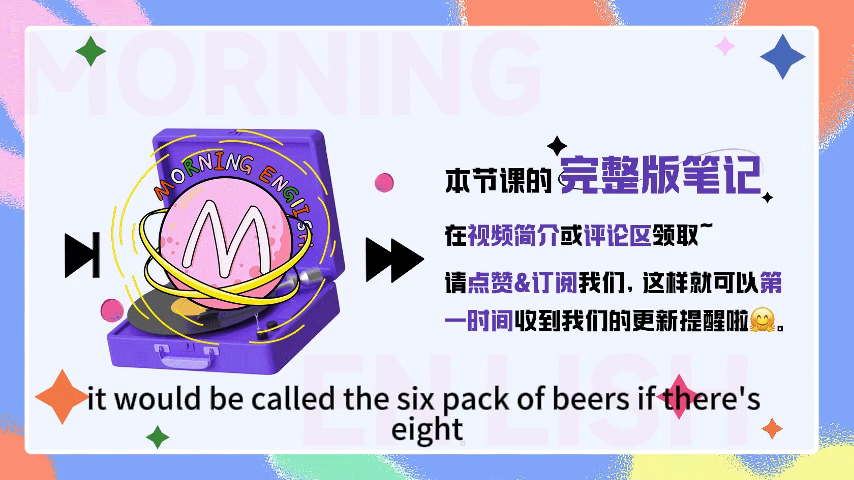 MORNING
MORNING ENGLISH
M
本节课的 完整版笔记
在视频简介或评论区领取~
请点赞&订阅我们，这样就可以第
一时间收到我们的更新提醒啦🤗。
ENGLISH
it would be called the six pack of beers if there's
eight